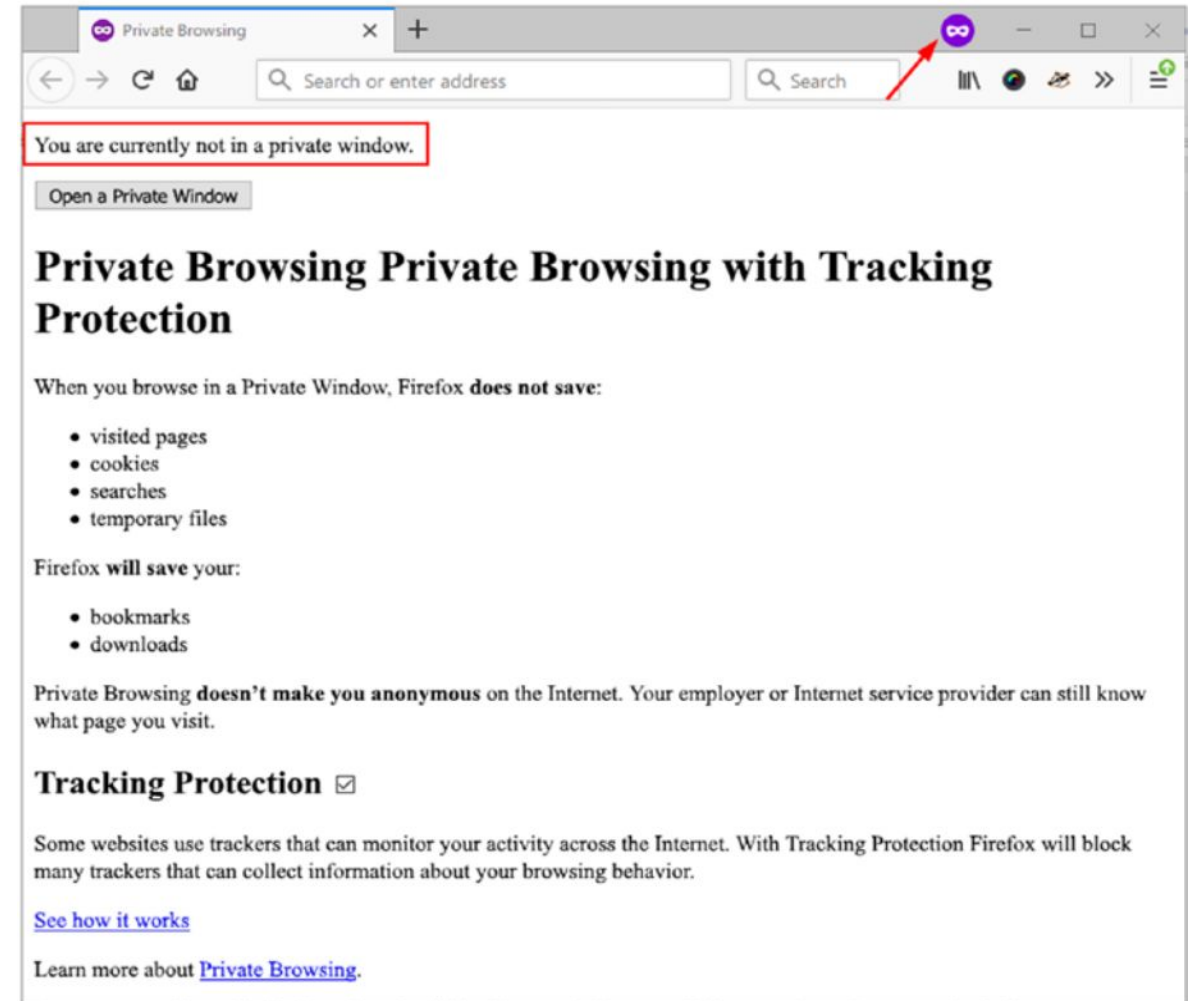 Private Browsing
Search or enter address
Search
You are currently not in a private window.
Open a Private Window
Private Browsing Private Browsing with Tracking
Protection
When you browse in a Private Window, Firefox does not save:
• visited pages
• cookies
• searches
• temporary files
Firefox will save your:
• bookmarks
• downloads
Private Browsing doesn’t make you anonymous on the Internet. Your employer or Internet service provider can still know
what page you visit.
Tracking Protection
Some websites use trackers that can monitor your activity across the Internet. With Tracking Protection Firefox will block
many trackers that can collect information about your browsing behavior.
See how it works
Learn more about Private Browsing.